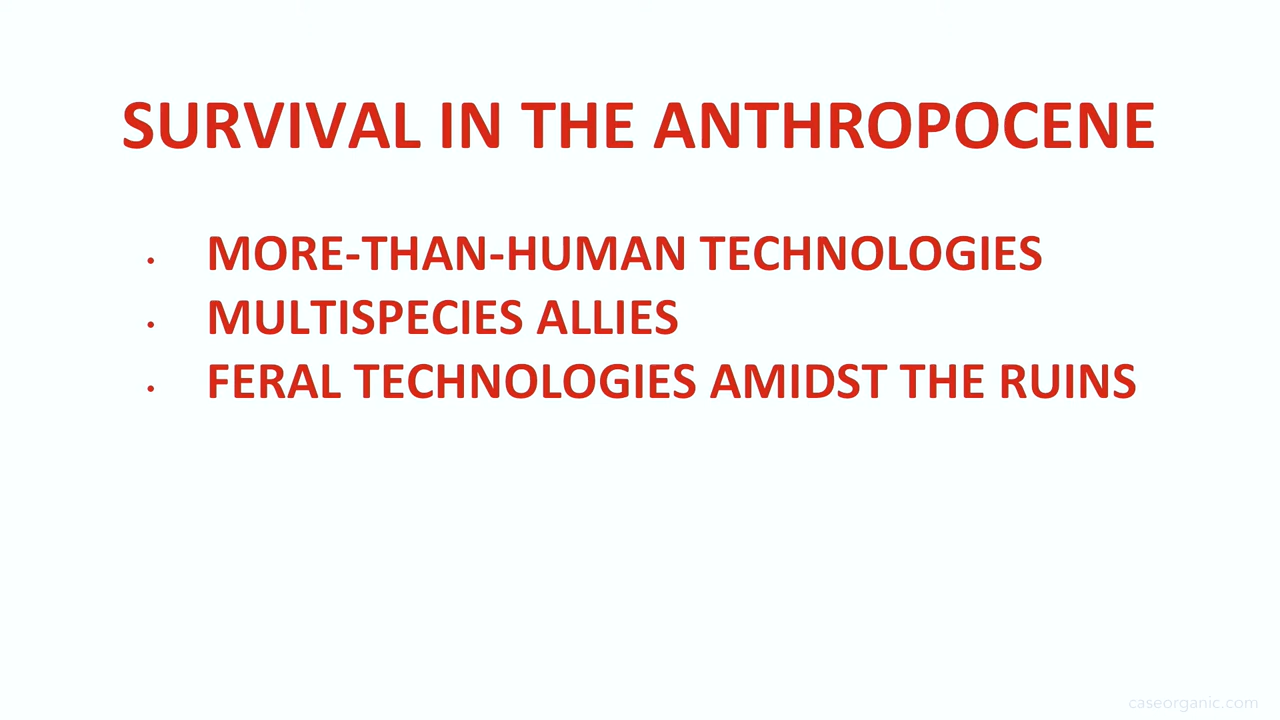 SURVIVAL IN THE ANTHROPOCENE
• MORE-THAN-HUMAN TECHNOLOGIES
• MULTISPECIES ALLIES
• FERAL TECHNOLOGIES AMIDST THE RUINS
caseorganic.com